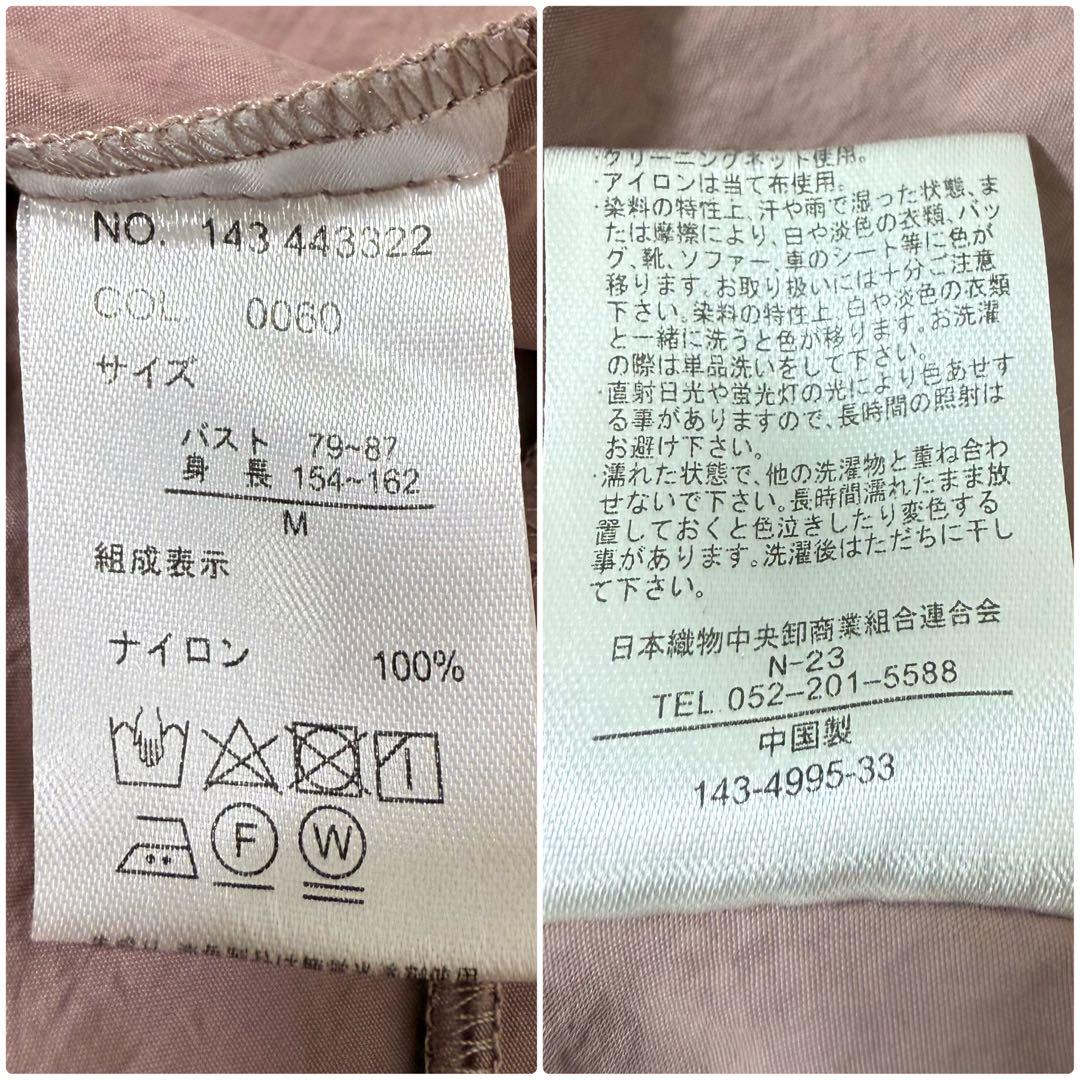 NO. 143 443322
COL 0060
サイズ
バスト 79~87
身 長 154~162
M
組成表示
ナイロン 100%
F W
・クリーニングネット使用。
・アイロンは当て布使用。
・染料の特性上、汗や雨で湿った状態、ま
たは摩擦により、白や淡色の衣類、バッ
グ、靴、ソファー、車のシート等に色が
移ります。お取り扱いには十分ご注意
下さい。染料の特性上、白や淡色の衣類
と一緒に洗うと色が移ります。お洗濯
の際は単品洗いをして下さい。
・直射日光や蛍光灯の光により色あせす
る事がありますので、長時間の照射は
お避け下さい。
・濡れた状態で、他の洗濯物と重ね合わ
せないで下さい。長時間濡れたまま放
置しておくと色泣きしたり変色する
事があります。洗濯後はただちに干し
て下さい。
日本織物中央卸商業組合連合会
N-23
TEL 052-201-5588
中国製
143-4995-33